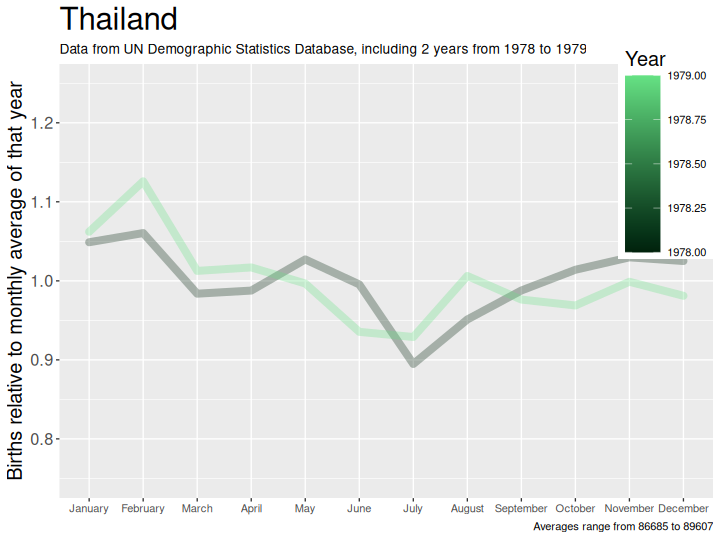 Thailand
Data from UN Demographic Statistics Database, including 2 years from 1978 to 1979
Year
1979.00
1978.75
1978.50
1978.25
1978.00
Births relative to monthly average of that year
1.2
1.1
1.0
0.9
0.8
January February March April May June July August September October November December
Averages range from 86685 to 89607